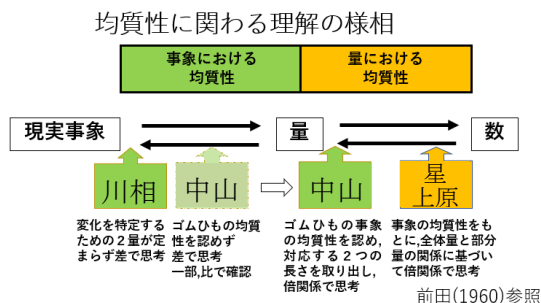 均質性に関わる理解の様相
事象における
均質性
量における
均質性
現実事象
量
数
川相
中山
中山
星
上原
変化を特定する
ための２量が定
まらず差で思考
ゴムひもの均質
性を認めず
差で思考
一部,比で確認
ゴムひもの事象
の均質性を認め,
対応する２つの
長さを取り出し,
倍関係で思考
事象の均質性をも
とに,全体量と部分
量の関係に基づい
て倍関係で思考
前田(1960)参照